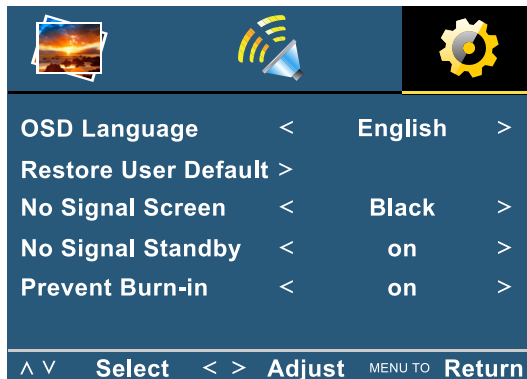 OSD Language < English >
Restore User Default >
No Signal Screen < Black >
No Signal Standby < on >
Prevent Burn-in < on >
∧ ∨ Select < > Adjust MENU TO Return